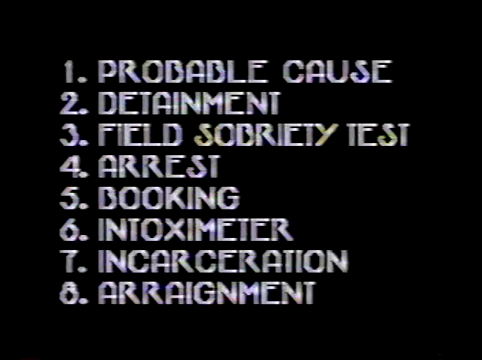 1. PROBABLE CAUSE
2. DETAINMENT
3. FIELD SOBRIETY TEST
4. ARREST
5. BOOKING
6. INTOXIMETER
7. INCARCERATION
8. ARRAIGNMENT